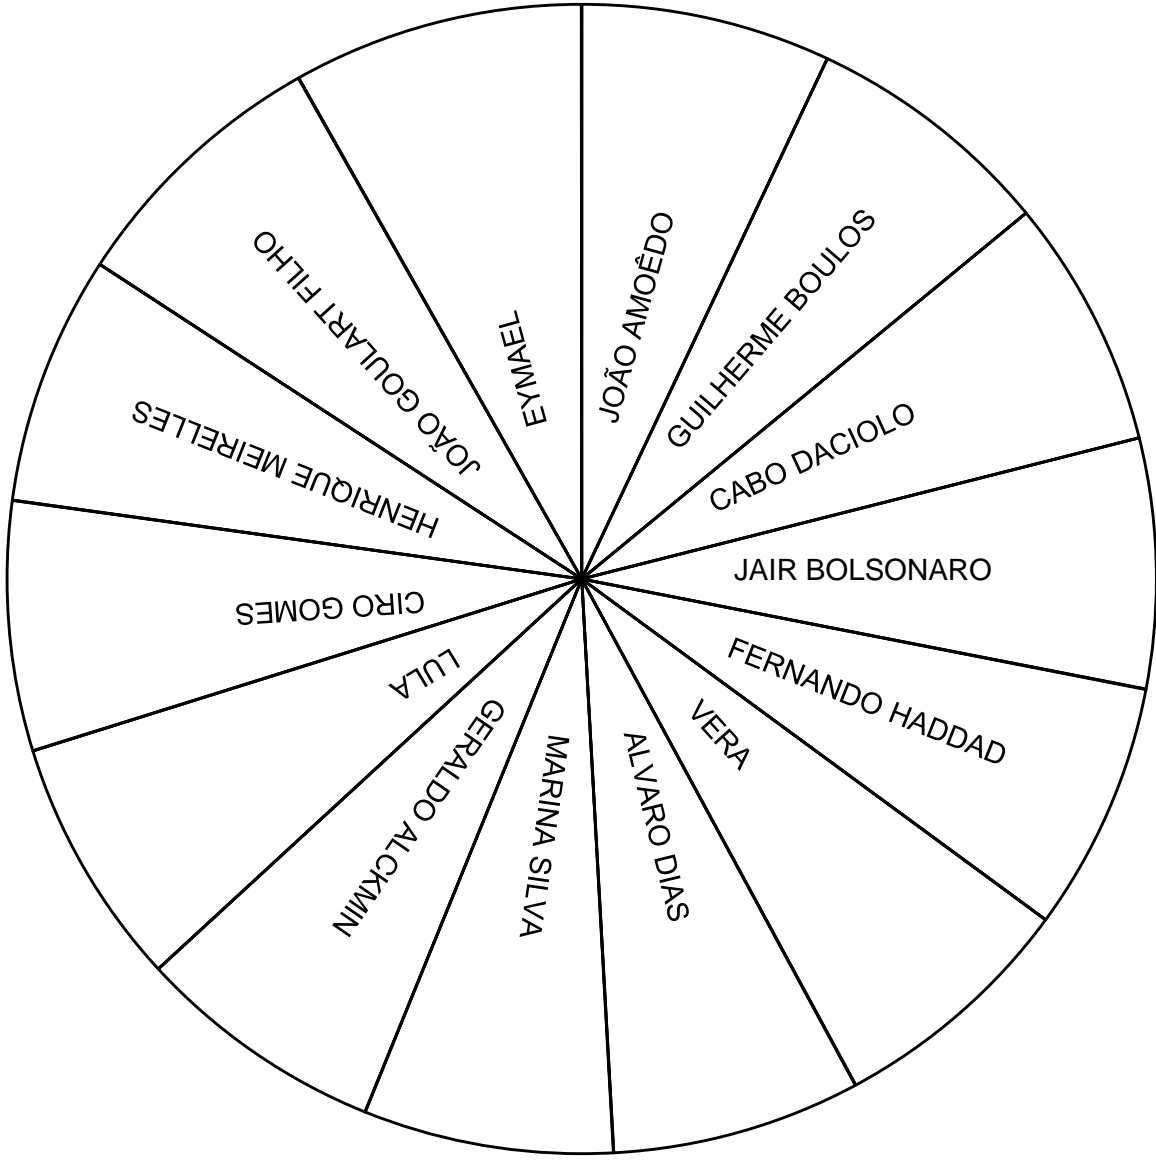 JOÃO AMOÊDO
GUILHERME BOULOS
CABO DACIOLO
JAIR BOLSONARO
FERNANDO HADDAD
VERA
ALVARO DIAS
MARINA SILVA
GERALDO ALCKMIN
LULA
CIRO GOMES
HENRIQUE MEIRELLES
JOÃO GOULART FILHO
EYMAEL